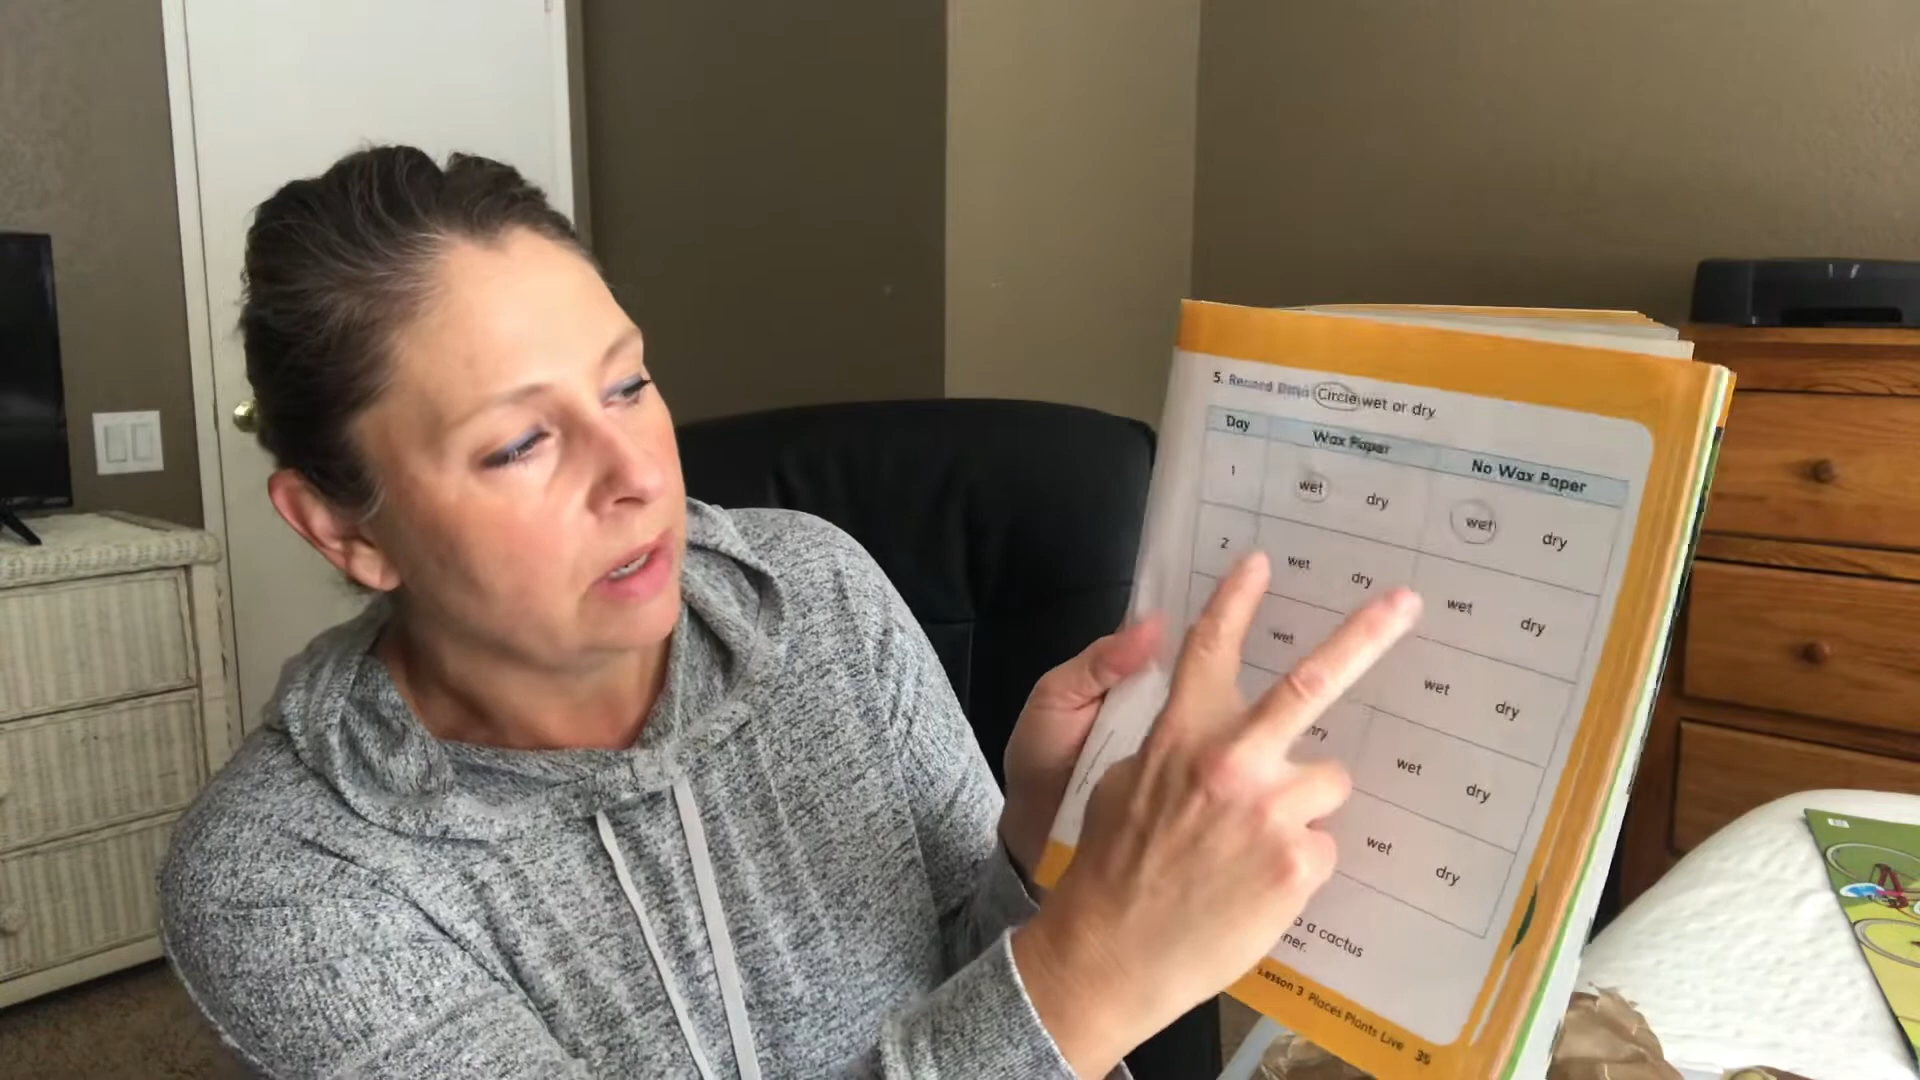 5. Record Data Circle wet or dry.
Day Wax Paper No Wax Paper
1 wet dry wet dry
2 wet dry wet dry
wet wet dry
wet dry
wet dry
a cactus
Lesson 3 Places Plants Live 35